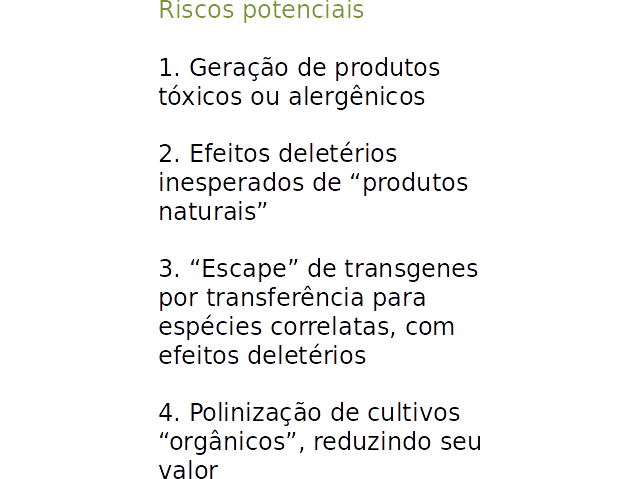 Riscos potenciais
1. Geração de produtos
tóxicos ou alergênicos
2. Efeitos deletérios
inesperados de “produtos
naturais”
3. “Escape” de transgenes
por transferência para
espécies correlatas, com
efeitos deletérios
4. Polinização de cultivos
“orgânicos”, reduzindo seu
valor